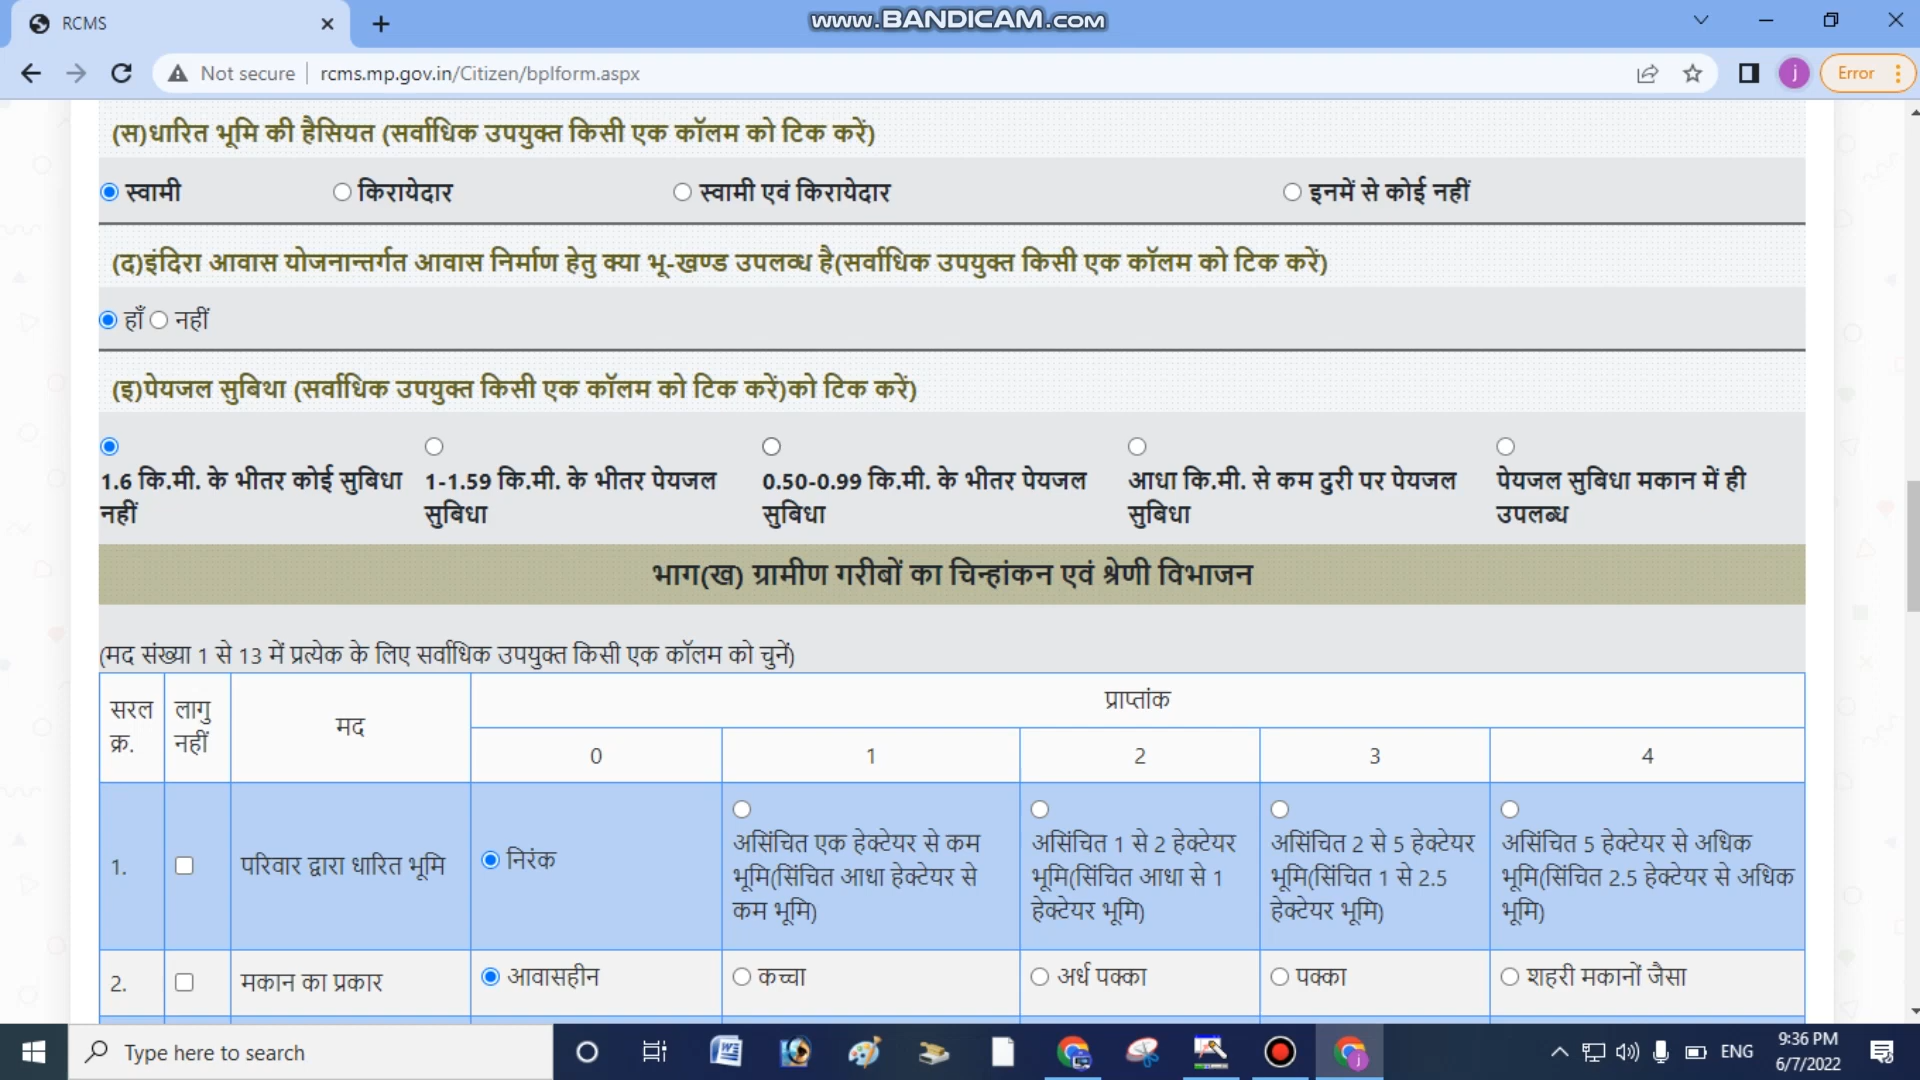 RCMS
www.BANDICAM.com
Not secure
rcms.mp.gov.in/Citizen/bplform.aspx
j
Error
(स)धारित भूमि की हैसियत (सर्वाधिक उपयुक्त किसी एक कॉलम को टिक करें)
स्वामी
किरायेदार
स्वामी एवं किरायेदार
इनमें से कोई नहीं
(द)इंदिरा आवास योजनान्तर्गत आवास निर्माण हेतु क्या भू-खण्ड उपलव्ध है(सर्वाधिक उपयुक्त किसी एक कॉलम को टिक करें)
हाँ नहीं
(इ)पेयजल सुबिधा (सर्वाधिक उपयुक्त किसी एक कॉलम को टिक करें)को टिक करें)
1.6 कि.मी. के भीतर कोई सुबिधा
नहीं
1-1.59 कि.मी. के भीतर पेयजल
सुबिधा
0.50-0.99 कि.मी. के भीतर पेयजल
सुबिधा
आधा कि.मी. से कम दुरी पर पेयजल
सुबिधा
पेयजल सुबिधा मकान में ही
उपलब्ध
भाग(ख) ग्रामीण गरीबों का चिन्हांकन एवं श्रेणी विभाजन
(मद संख्या 1 से 13 में प्रत्येक के लिए सर्वाधिक उपयुक्त किसी एक कॉलम को चुनें)
सरल
क्र.
लागु
नहीं
मद
प्राप्तांक
0
1
2
3
4
1.
परिवार द्वारा धारित भूमि
निरंक
असिंचित एक हेक्टेयर से कम
भूमि(सिंचित आधा हेक्टेयर से
कम भूमि)
असिंचित 1 से 2 हेक्टेयर
भूमि(सिंचित आधा से 1
हेक्टेयर भूमि)
असिंचित 2 से 5 हेक्टेयर
भूमि(सिंचित 1 से 2.5
हेक्टेयर भूमि)
असिंचित 5 हेक्टेयर से अधिक
भूमि(सिंचित 2.5 हेक्टेयर से अधिक
भूमि)
2.
मकान का प्रकार
आवासहीन
कच्चा
अर्ध पक्का
पक्का
शहरी मकानों जैसा
Type here to search
ENG
9:36 PM
6/7/2022